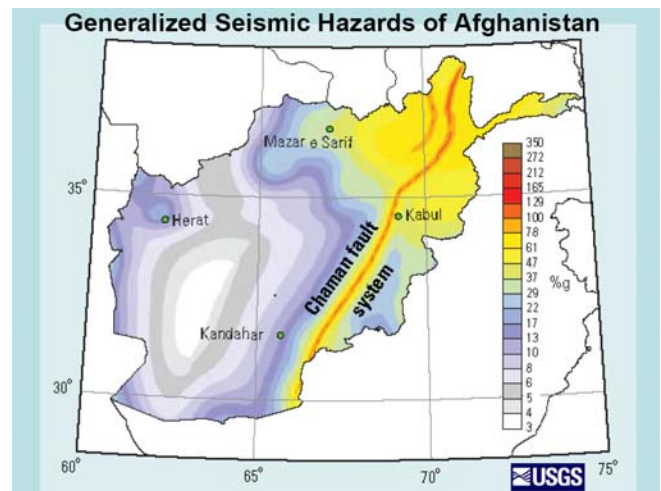 Generalized Seismic Hazards of Afghanistan
Mazar e Sarif
35°
Herat
Kabul
Chaman fault
system
Kandahar
30°
350
272
212
165
129
100
78
61
47
37
29
22
17
13
10
8
6
5
4
3
%g
60°
65°
70°
75°
USGS